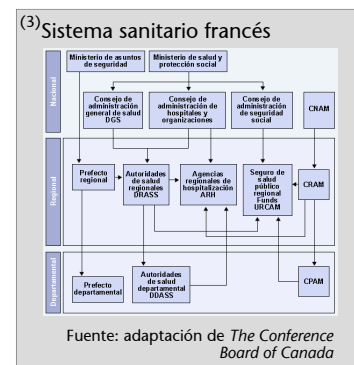 (3)Sistema sanitario francés
Ministerio de asuntos
de seguridad
Ministerio de salud y
protección social
Nacional
Consejo de
administración
general de salud
DGS
Consejo de
administración de
hospitales y
organizaciones
Consejo de
administración
de seguridad
social
CNAM
Regional
Prefecto
regional
Autoridades
de salud
regionales
DRASS
Agencias
regionales de
hospitalización
ARH
Seguro de
salud
público
regional
Funds
URCAM
CRAM
Departamental
Prefecto
departamental
Autoridades
de salud
departamental
DDASS
CPAM
Fuente: adaptación de The Conference
Board of Canada